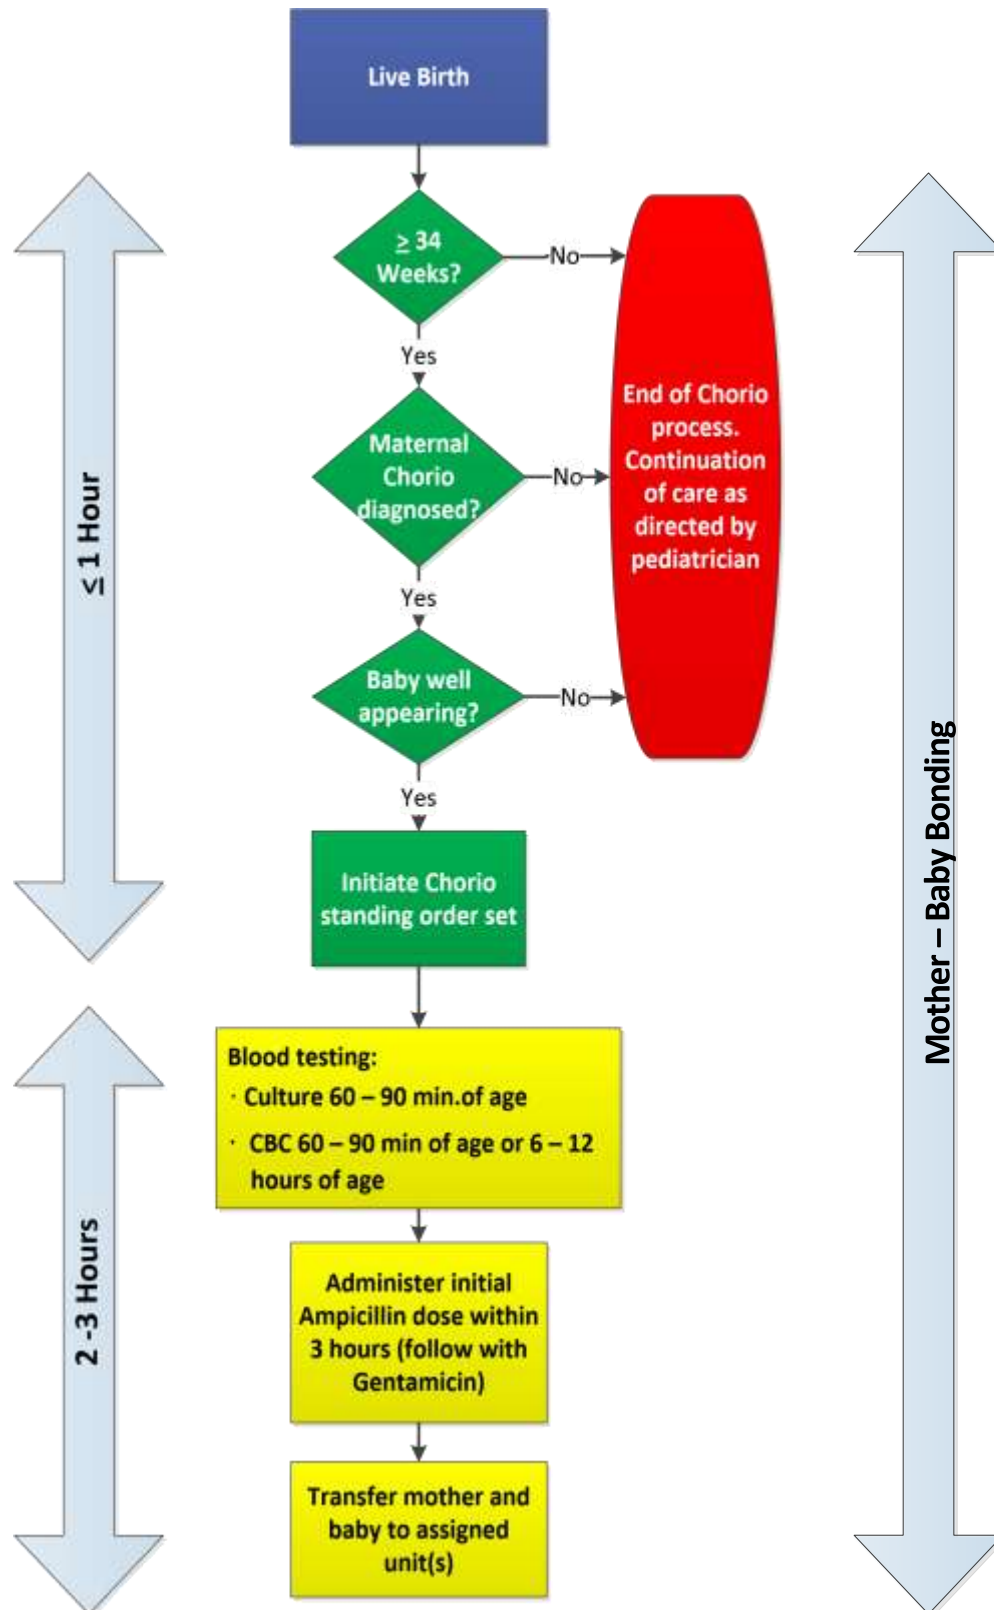 Live Birth
≥ 34
Weeks?
No
Yes
Maternal
Chorio
diagnosed?
No
Yes
Baby well
appearing?
No
Yes
End of Chorio
process.
Continuation
of care as
directed by
pediatrician
Initiate Chorio
standing order set
≤ 1 Hour
Blood testing:
· Culture 60 – 90 min.of age
· CBC 60 – 90 min of age or 6 – 12
hours of age
Administer initial
Ampicillin dose within
3 hours (follow with
Gentamicin)
Transfer mother and
baby to assigned
unit(s)
2 -3 Hours
Mother – Baby Bonding